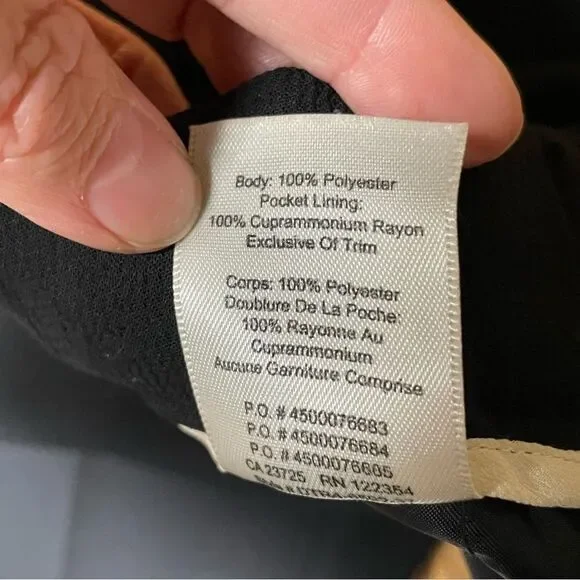 Body: 100% Polyester
Pocket Lining:
100% Cuprammonium Rayon
Exclusive Of Trim
Corps: 100% Polyester
Doublure De La Poche:
100% Rayonne Au
Cuprammonium
Aucune Garniture Comprise
P.O. # 4500076683
P.O. # 4500076684
P.O. # 4500076685
CA 23725 RN 122364